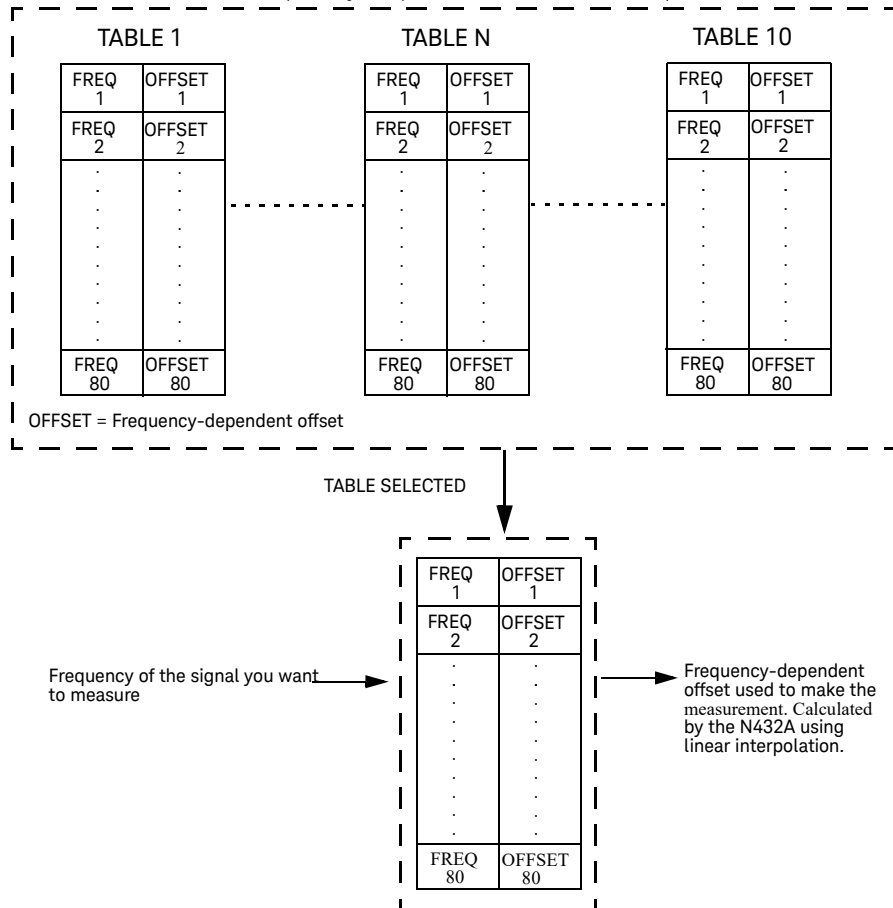 TABLE 1
TABLE N
TABLE 10
FREQ 1 OFFSET 1
FREQ 2 OFFSET 2
FREQ 80 OFFSET 80
FREQ 1 OFFSET 1
FREQ 2 OFFSET 2
FREQ 80 OFFSET 80
FREQ 1 OFFSET 1
FREQ 2 OFFSET 2
FREQ 80 OFFSET 80
OFFSET = Frequency-dependent offset
TABLE SELECTED
Frequency of the signal you want
to measure
FREQ 1 OFFSET 1
FREQ 2 OFFSET 2
FREQ 80 OFFSET 80
Frequency-dependent
offset used to make the
measurement. Calculated
by the N432A using
linear interpolation.